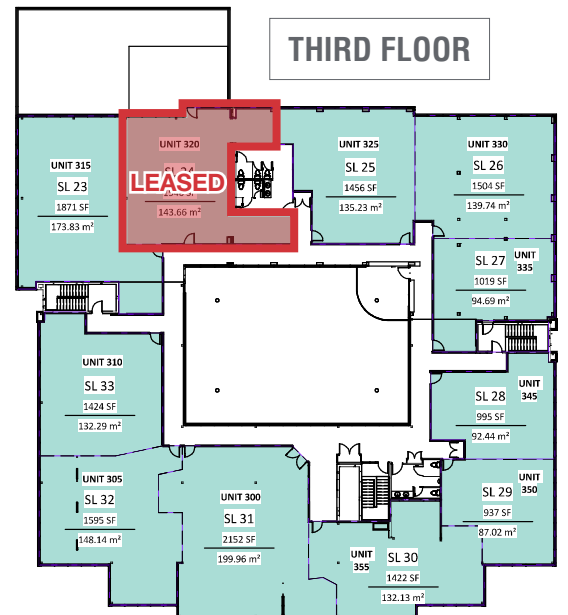 THIRD FLOOR
UNIT 320
LEASED
143.66 m²
UNIT 315
SL 23
1871 SF
173.83 m²
UNIT 325
SL 25
1456 SF
135.23 m²
UNIT 330
SL 26
1504 SF
139.74 m²
SL 27
UNIT
335
1019 SF
94.69 m²
UNIT 310
SL 33
1424 SF
132.29 m²
SL 28
UNIT
345
995 SF
92.44 m²
UNIT 305
SL 32
1595 SF
148.14 m²
UNIT 300
SL 31
2152 SF
199.96 m²
SL 29
UNIT
350
937 SF
87.02 m²
UNIT
355
SL 30
1422 SF
132.13 m²